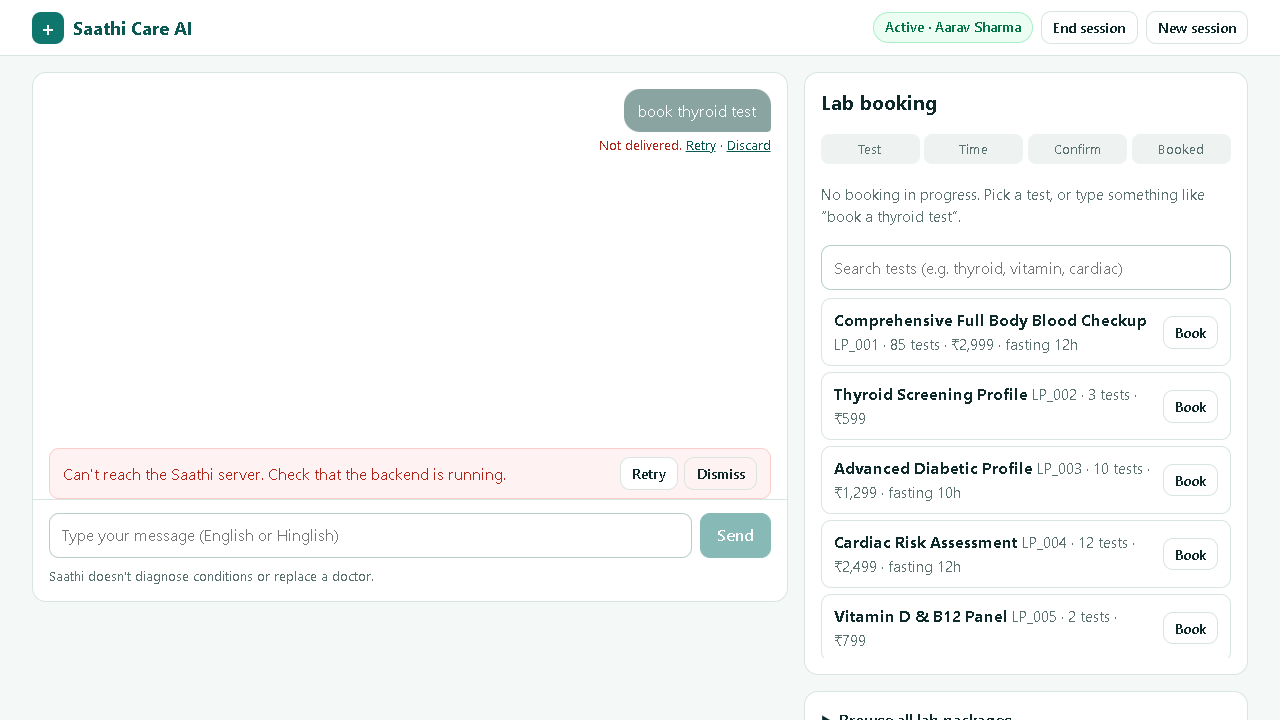 + Saathi Care AI
Active · Aarav Sharma
End session
New session
book thyroid test
Not delivered. Retry · Discard
Can't reach the Saathi server. Check that the backend is running.
Retry
Dismiss
Type your message (English or Hinglish)
Send
Saathi doesn't diagnose conditions or replace a doctor.
Lab booking
Test
Time
Confirm
Booked
No booking in progress. Pick a test, or type something like
"book a thyroid test".
Search tests (e.g. thyroid, vitamin, cardiac)
Comprehensive Full Body Blood Checkup
LP_001 · 85 tests · ₹2,999 · fasting 12h
Book
Thyroid Screening Profile LP_002 · 3 tests ·
₹599
Book
Advanced Diabetic Profile LP_003 · 10 tests ·
₹1,299 · fasting 10h
Book
Cardiac Risk Assessment LP_004 · 12 tests ·
₹2,499 · fasting 12h
Book
Vitamin D & B12 Panel LP_005 · 2 tests ·
₹799
Book
Browse all lab packages